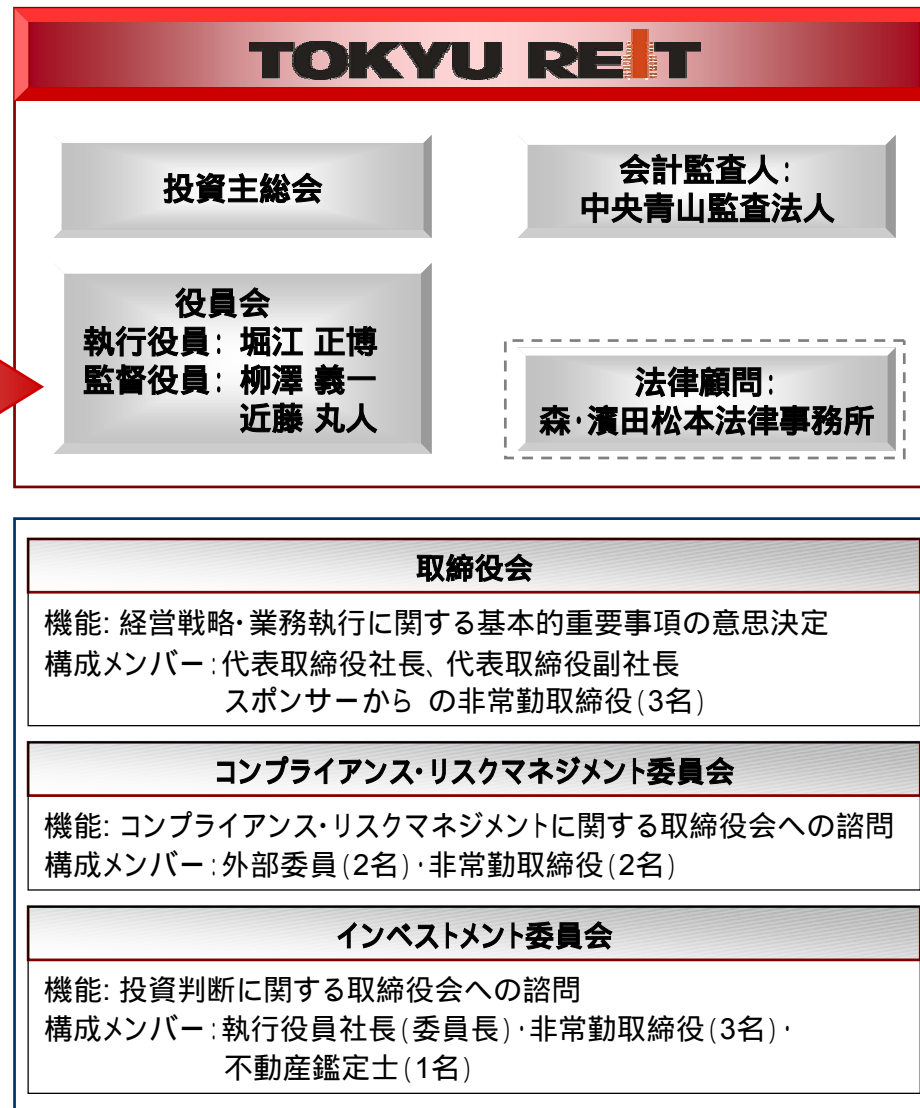 TOKYU REIT
投資主総会
会計監査人:
中央青山監査法人
役員会
執行役員: 堀江 正博
監督役員: 柳澤 義一
近藤 丸人
法律顧問:
森・濱田松本法律事務所
取締役会
機能: 経営戦略・業務執行に関する基本的重要事項の意思決定
構成メンバー:代表取締役社長、代表取締役副社長
スポンサーから の非常勤取締役(3名)
コンプライアンス・リスクマネジメント委員会
機能: コンプライアンス・リスクマネジメントに関する取締役会への諮問
構成メンバー:外部委員(2名)・非常勤取締役(2名)
インベストメント委員会
機能: 投資判断に関する取締役会への諮問
構成メンバー:執行役員社長(委員長)・非常勤取締役(3名)・
不動産鑑定士(1名)